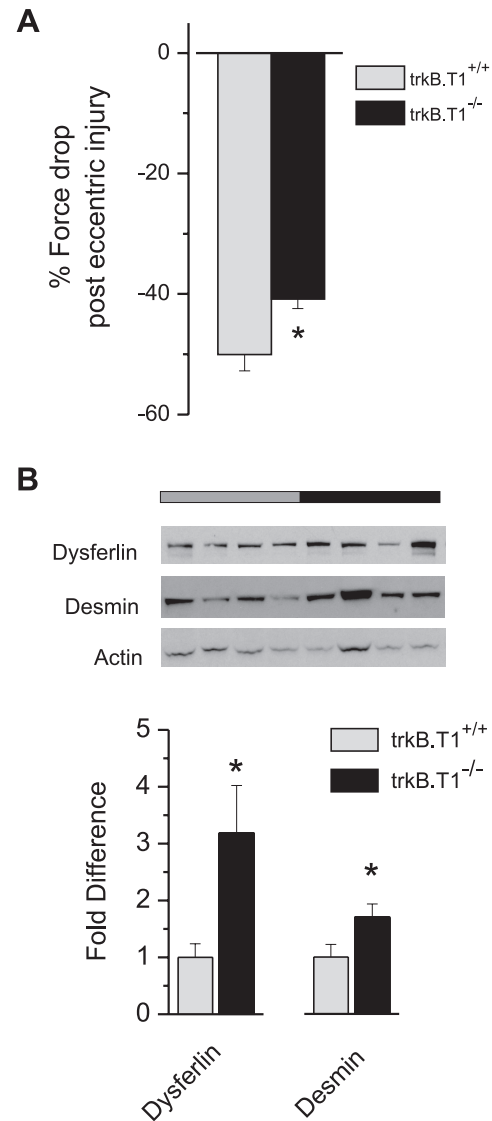 A
0
-20
-40
-60
% Force drop
post eccentric injury
trkB.T1+/+
trkB.T1-/-
*
B
Dysferlin
Desmin
Actin
5
4
3
2
1
0
Fold Difference
trkB.T1+/+
trkB.T1-/-
*
*
Dysferlin
Desmin